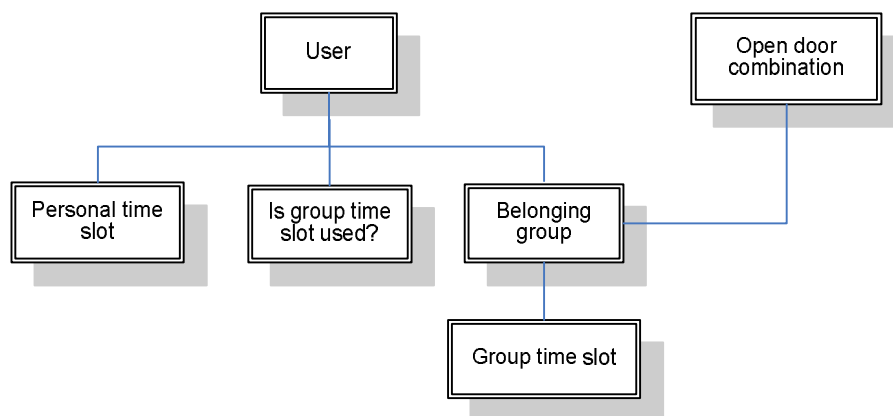 User
Open door
combination
Personal time
slot
Is group time
slot used?
Belonging
group
Group time slot